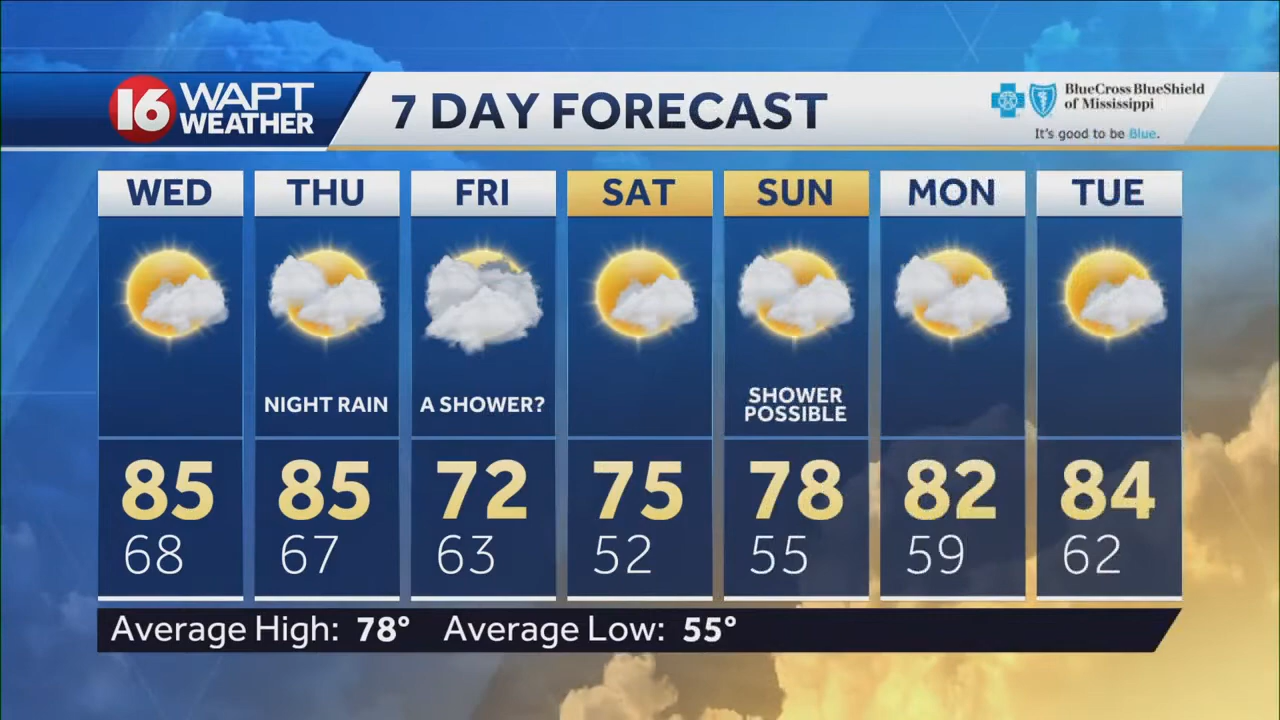 16 WAPT
WEATHER
7 DAY FORECAST
BlueCross BlueShield
of Mississippi
It's good to be Blue.
WED THU FRI SAT SUN MON TUE
NIGHT RAIN A SHOWER? SHOWER
POSSIBLE
85 85 72 75 78 82 84
68 67 63 52 55 59 62
Average High: 78° Average Low: 55°